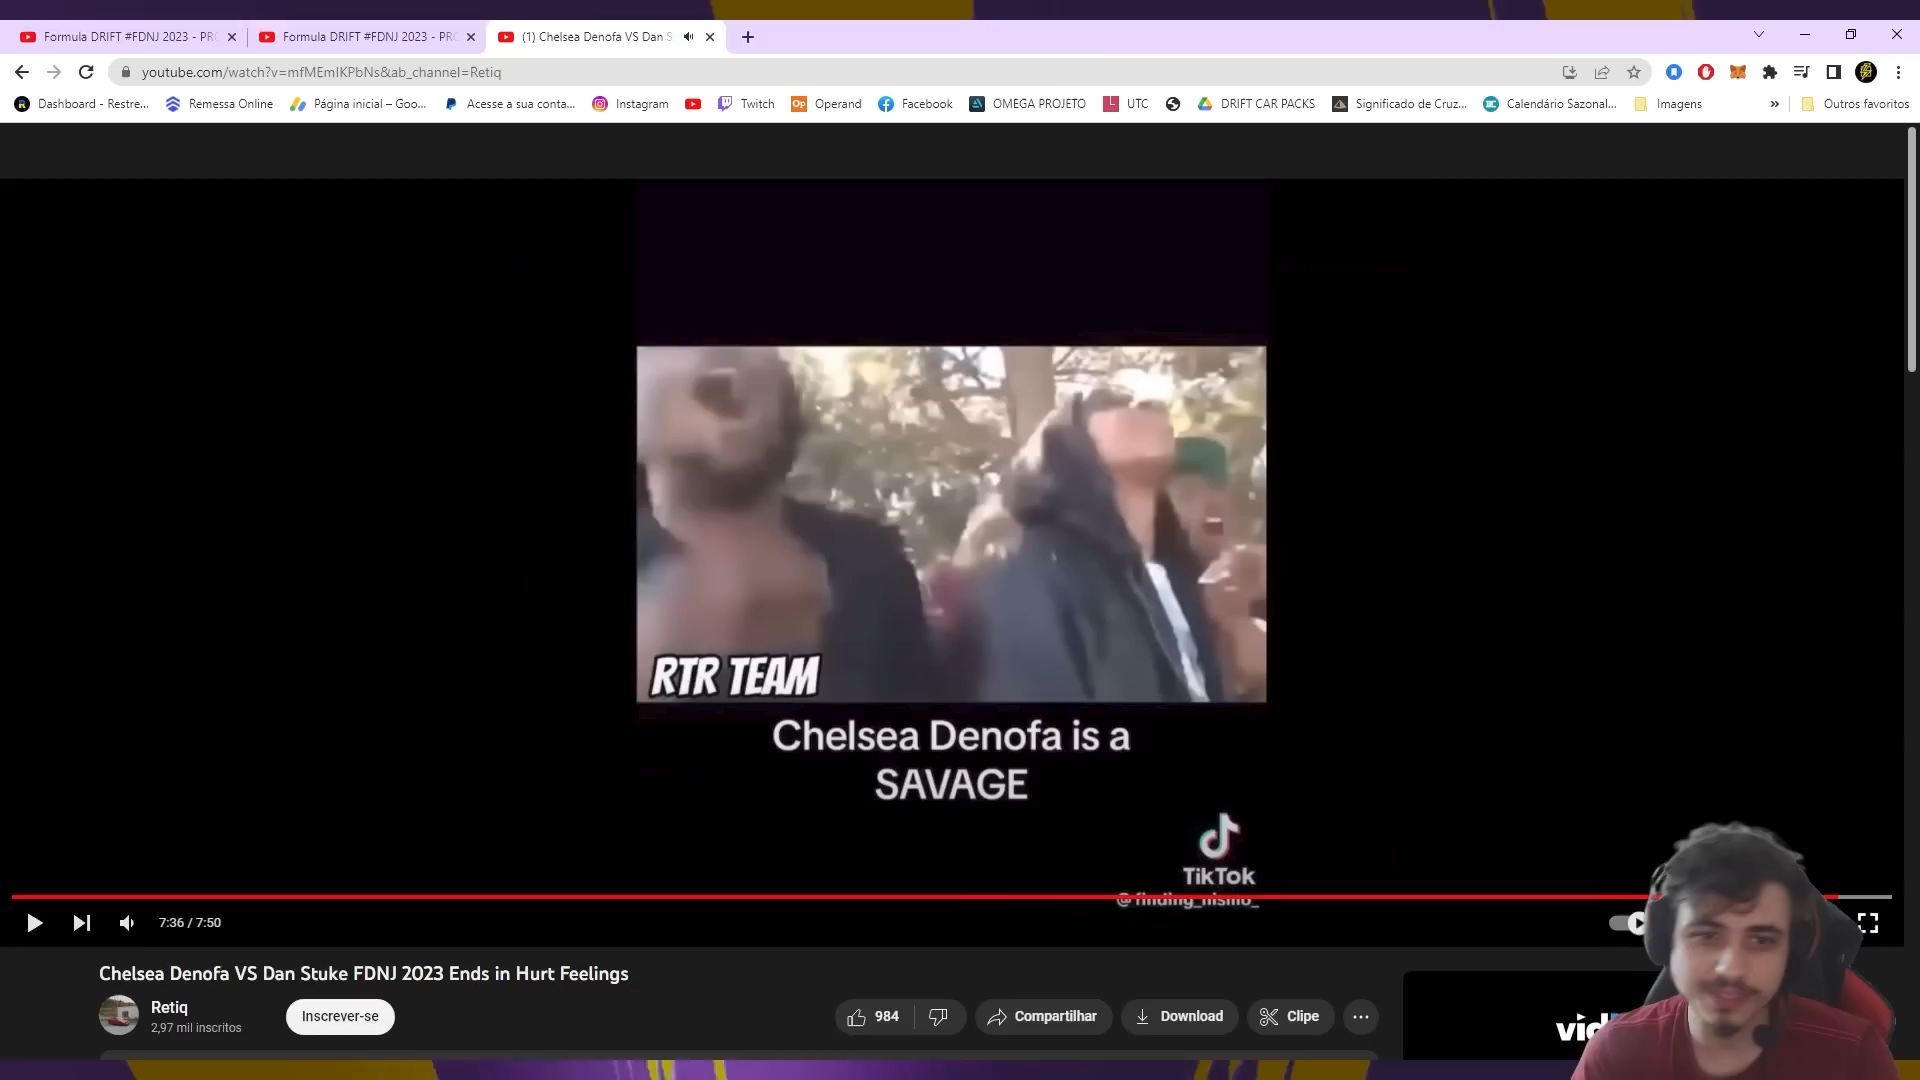 Formula DRIFT #FDNJ 2023 - PRO
Formula DRIFT #FDNJ 2023 - PRO
(1) Chelsea Denofa VS Dan S
youtube.com/watch?v=mfMEmIKPbNs&ab_channel=Retiq
Dashboard - Restre...
Remessa Online
Página inicial – Goo...
Acesse a sua conta...
Instagram
Twitch
Op Operand
Facebook
OMEGA PROJETO
UTC
DRIFT CAR PACKS
Significado de Cruz...
Calendário Sazonal...
Imagens
»
Outros favoritos
RTR TEAM
Chelsea Denofa is a
SAVAGE
TikTok
@finding_nismo_
7:36 / 7:50
Chelsea Denofa VS Dan Stuke FDNJ 2023 Ends in Hurt Feelings
Retiq
2,97 mil inscritos
Inscrever-se
984
Compartilhar
Download
Clipe